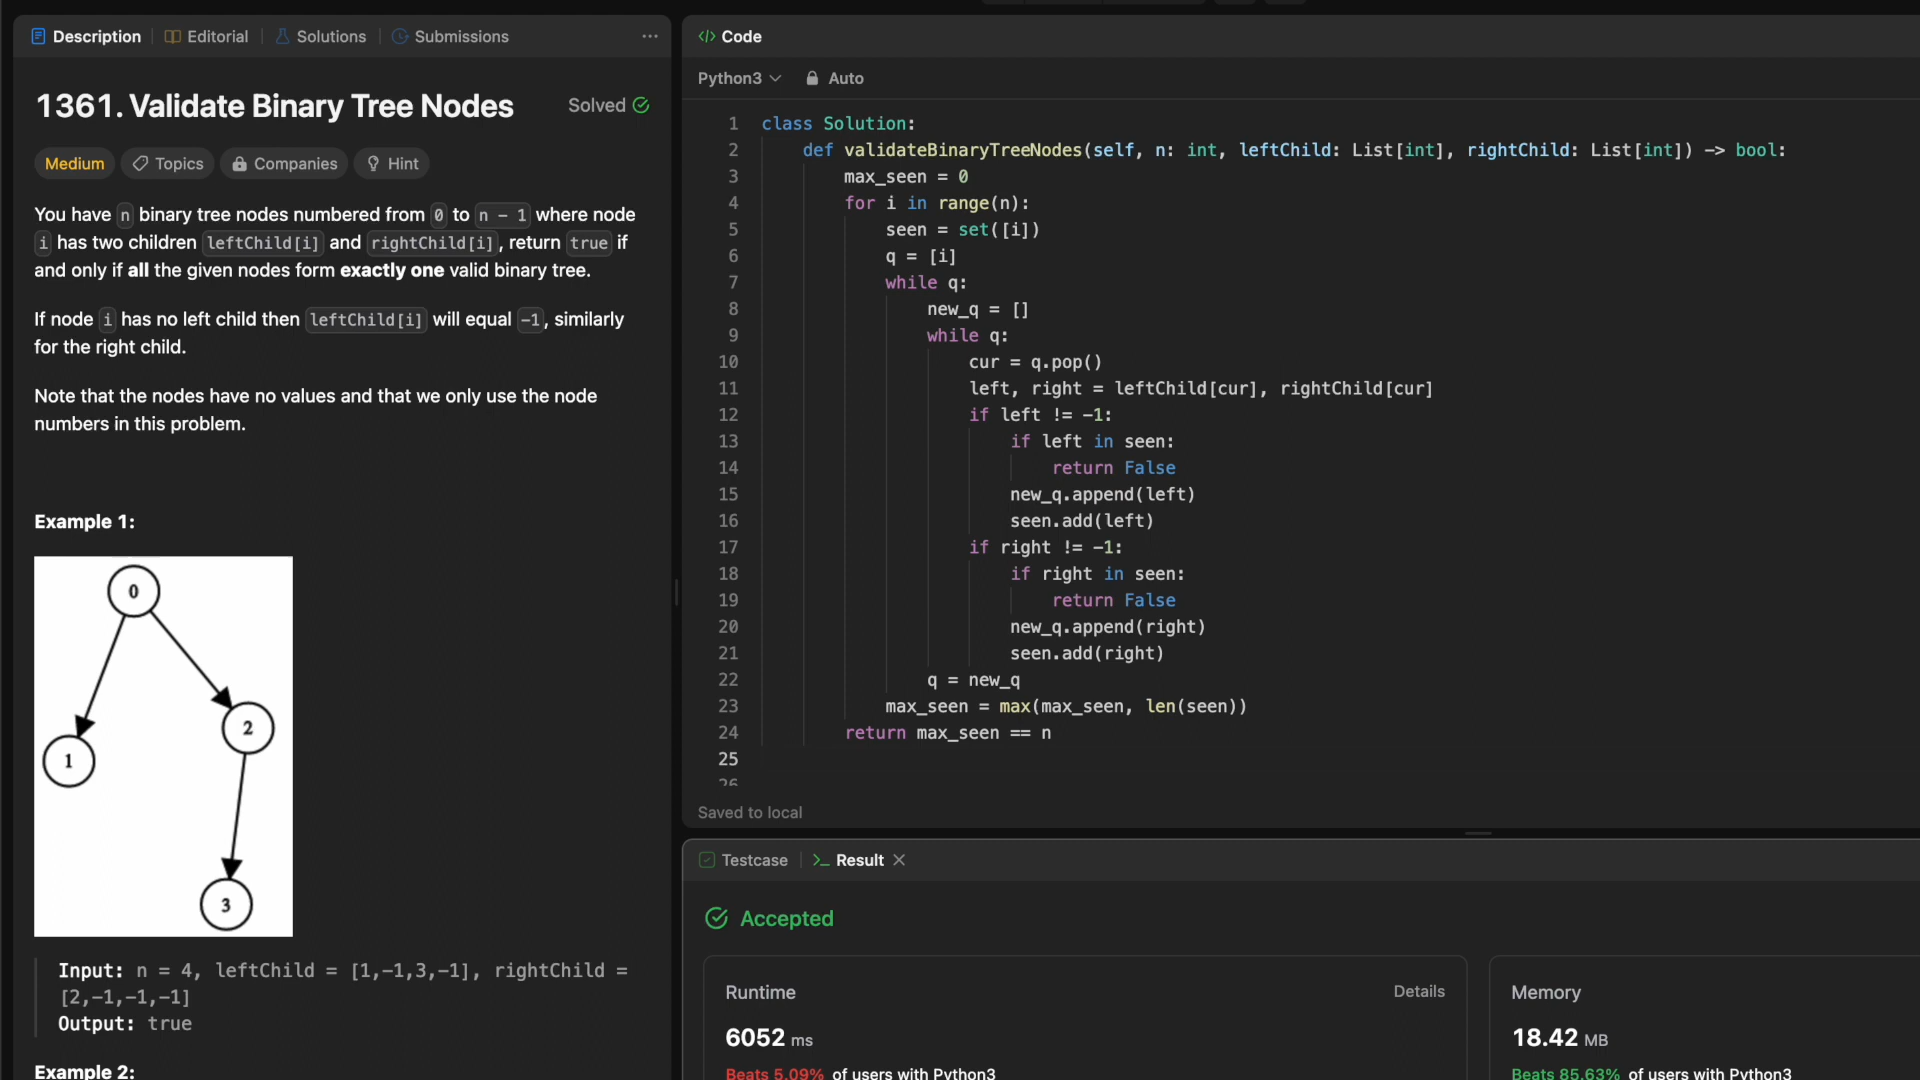 Description Editorial Solutions Submissions
1361. Validate Binary Tree Nodes Solved
Medium Topics Companies Hint
You have n binary tree nodes numbered from 0 to n - 1 where node
i has two children leftChild[i] and rightChild[i], return true if
and only if all the given nodes form exactly one valid binary tree.
If node i has no left child then leftChild[i] will equal -1, similarly
for the right child.
Note that the nodes have no values and that we only use the node
numbers in this problem.
Example 1:
0
2
1
3
Input: n = 4, leftChild = [1,-1,3,-1], rightChild =
[2,-1,-1,-1]
Output: true
Example 2:
</> Code
Python3 Auto
1 class Solution:
2 def validateBinaryTreeNodes(self, n: int, leftChild: List[int], rightChild: List[int]) -> bool:
3 max_seen = 0
4 for i in range(n):
5 seen = set([i])
6 q = [i]
7 while q:
8 new_q = []
9 while q:
10 cur = q.pop()
11 left, right = leftChild[cur], rightChild[cur]
12 if left != -1:
13 if left in seen:
14 return False
15 new_q.append(left)
16 seen.add(left)
17 if right != -1:
18 if right in seen:
19 return False
20 new_q.append(right)
21 seen.add(right)
22 q = new_q
23 max_seen = max(max_seen, len(seen))
24 return max_seen == n
25
26
Saved to local
Testcase >_ Result
Accepted
Runtime Details
6052 ms
Beats 5.09% of users with Python3
Memory
18.42 MB
Beats 85.63% of users with Python3